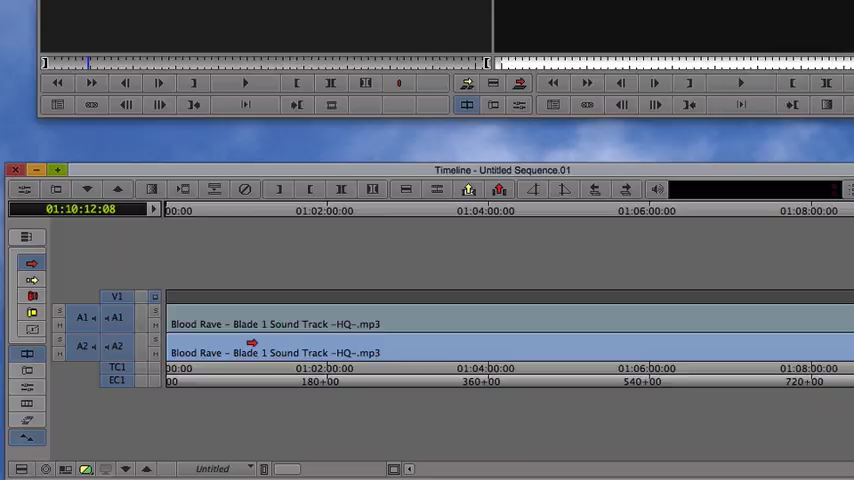 Timeline - Untitled Sequence.01
01:10:12:08
00:00 01:02:00:00 01:04:00:00 01:06:00:00 01:08:00:00
V1
S
H
A1 A1
Blood Rave - Blade 1 Sound Track -HQ-.mp3
S
H
A2 A2
Blood Rave - Blade 1 Sound Track -HQ-.mp3
TC1 00:00 01:02:00:00 01:04:00:00 01:06:00:00 01:08:00:00
EC1 00 180+00 360+00 540+00 720+00
Untitled